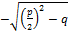 -√((p/2)² - q)